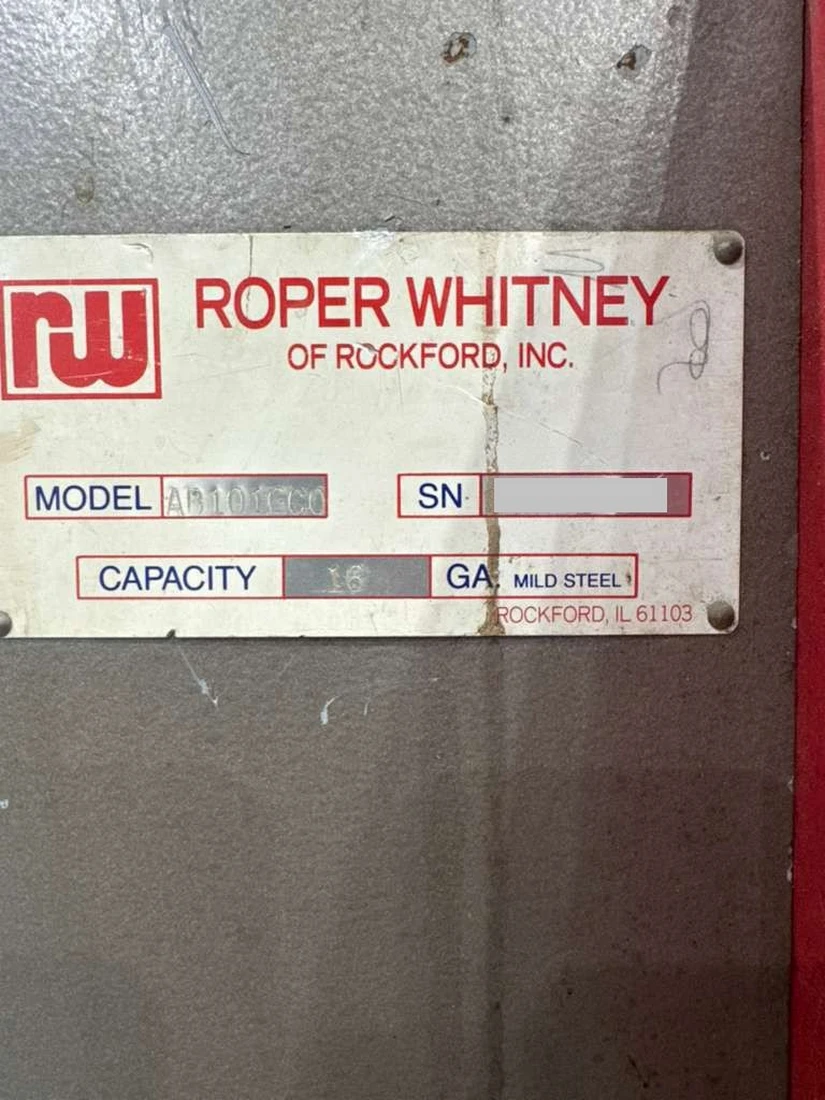 rw
ROPER WHITNEY
OF ROCKFORD, INC.
MODEL
SN
CAPACITY 16 GA. MILD STEEL
ROCKFORD, IL 61103